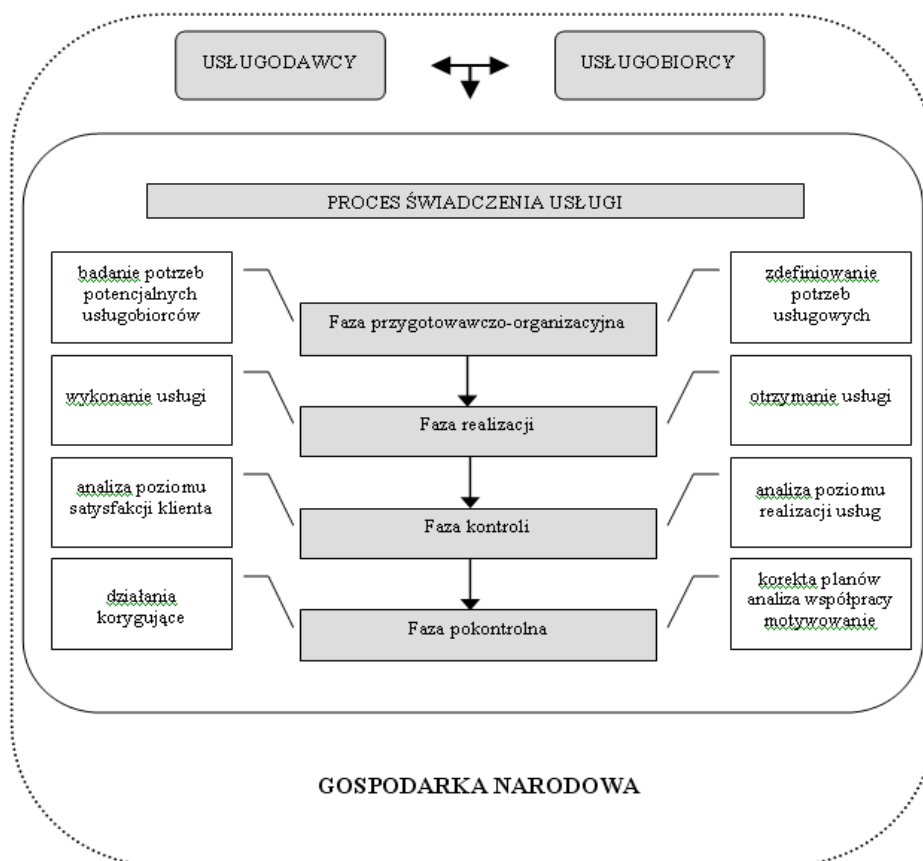 USŁUGODAWCY
USŁUGOBIORCY
PROCES ŚWIADCZENIA USŁUGI
badanie potrzeb
potencjalnych
usługobiorców
Faza przygotowawczo-organizacyjna
zdefiniowanie
potrzeb
usługowych
wykonanie usługi
Faza realizacji
otrzymanie usługi
analiza poziomu
satysfakcji klienta
Faza kontroli
analiza poziomu
realizacji usług
działania
korygujące
Faza pokontrolna
korekta planów
analiza współpracy
motywowanie
GOSPODARKA NARODOWA